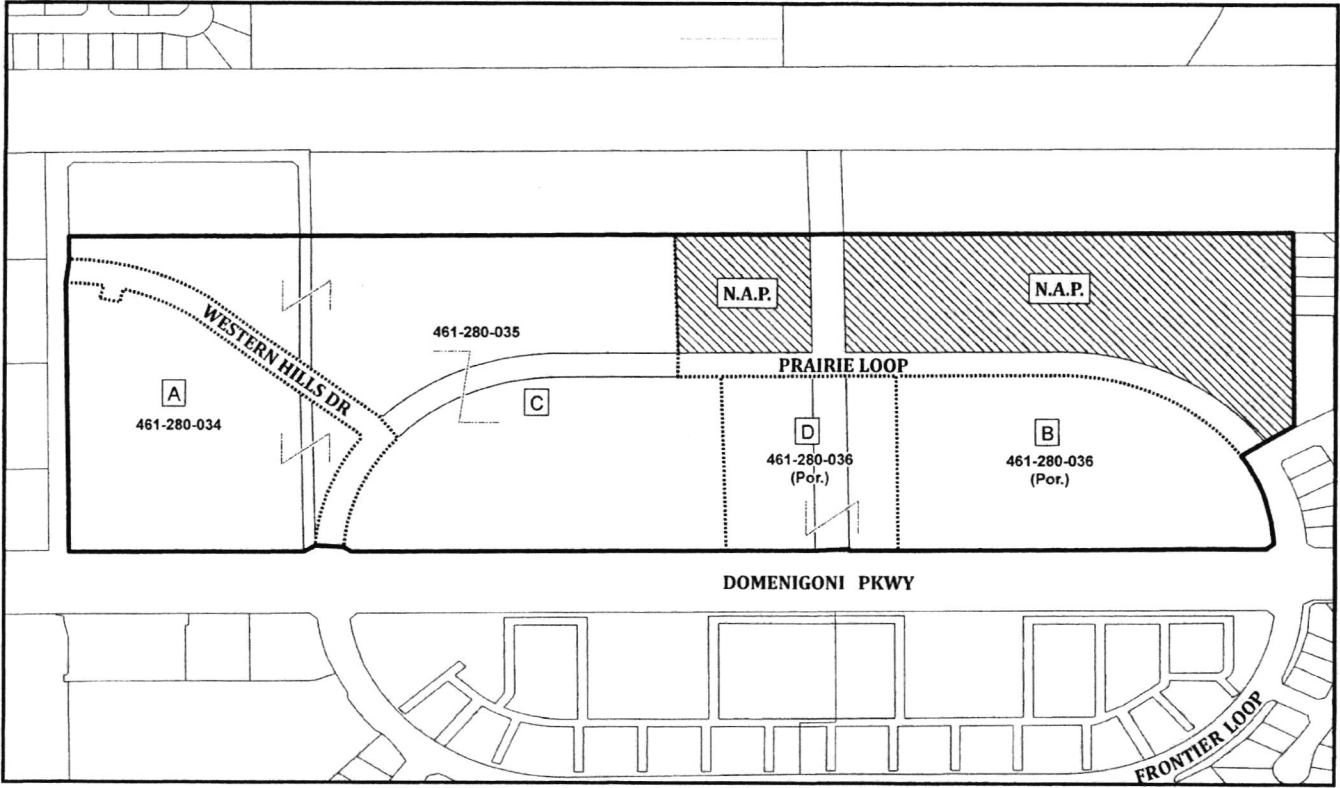 N.A.P.
N.A.P.
WESTERN HILLS DR
461-280-035
PRAIRIE LOOP
A
461-280-034
C
D
461-280-036
(Por.)
B
461-280-036
(Por.)
DOMENIGONI PKWY
FRONTIER LOOP